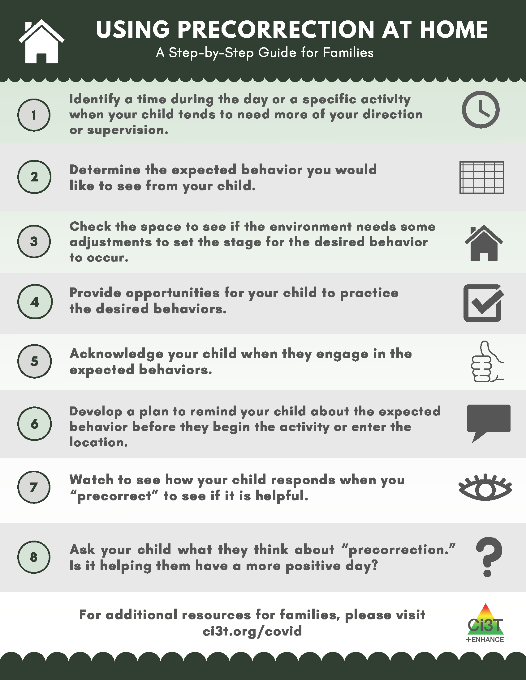 USING PRECORRECTION AT HOME
A Step-by-Step Guide for Families
1
Identify a time during the day or a specific activity
when your child tends to need more of your direction
or supervision.
2
Determine the expected behavior you would
like to see from your child.
3
Check the space to see if the environment needs some
adjustments to set the stage for the desired behavior
to occur.
4
Provide opportunities for your child to practice
the desired behaviors.
5
Acknowledge your child when they engage in the
expected behaviors.
6
Develop a plan to remind your child about the expected
behavior before they begin the activity or enter the
location.
7
Watch to see how your child responds when you
“precorrect” to see if it is helpful.
8
Ask your child what they think about “precorrection.”
Is it helping them have a more positive day?
?
For additional resources for families, please visit
ci3t.org/covid
Ci3T
+ENHANCE